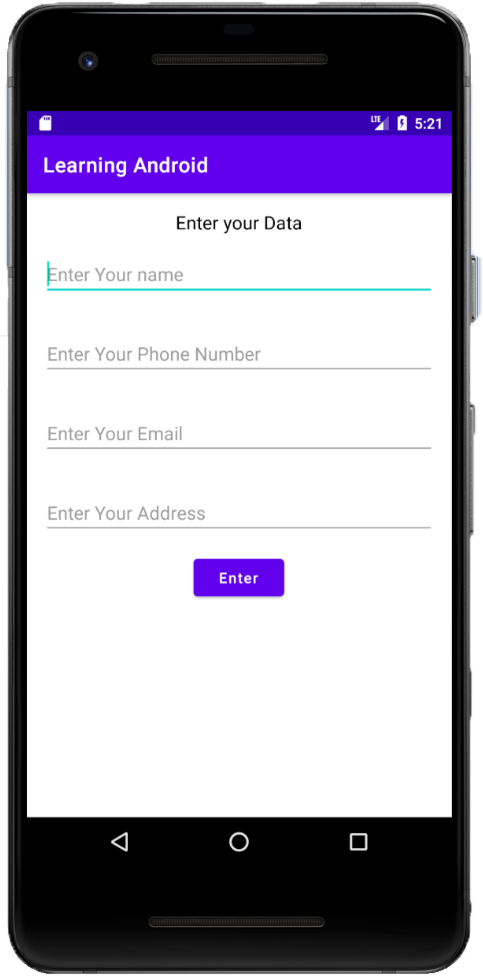 LTE 5:21
Learning Android
Enter your Data
Enter Your name
Enter Your Phone Number
Enter Your Email
Enter Your Address
Enter